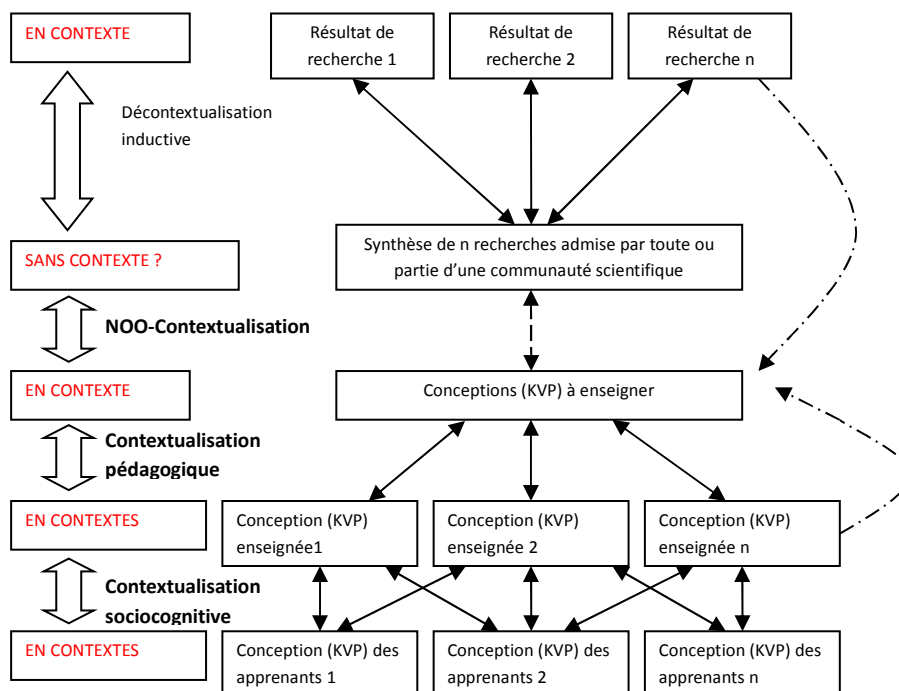 EN CONTEXTE
Résultat de
recherche 1
Résultat de
recherche 2
Résultat de
recherche n
Décontextualisation
inductive
SANS CONTEXTE ?
Synthèse de n recherches admise par toute ou
partie d'une communauté scientifique
NOO-Contextualisation
EN CONTEXTE
Conceptions (KVP) à enseigner
Contextualisation
pédagogique
EN CONTEXTES
Conception (KVP)
enseignée1
Conception (KVP)
enseignée 2
Conception (KVP)
enseignée n
Contextualisation
sociocognitive
EN CONTEXTES
Conception (KVP) des
apprenants 1
Conception (KVP) des
apprenants 2
Conception (KVP) des
apprenants n